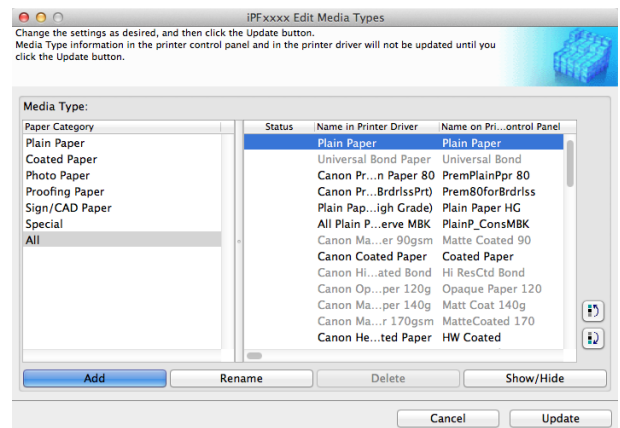 iPFxxxx Edit Media Types
Change the settings as desired, and then click the Update button.
Media Type information in the printer control panel and in the printer driver will not be updated until you
click the Update button.
Media Type:
Paper Category
Plain Paper
Coated Paper
Photo Paper
Proofing Paper
Sign/CAD Paper
Special
All
Status Name in Printer Driver Name on Pri...ontrol Panel
Plain Paper Plain Paper
Universal Bond Paper Universal Bond
Canon Pr...n Paper 80 PremPlainPpr 80
Canon Pr...BrdrlssPrt) Prem80forBrdrlss
Plain Pap...igh Grade) Plain Paper HG
All Plain P...erve MBK PlainP_ConsMBK
Canon Ma...er 90gsm Matte Coated 90
Canon Coated Paper Coated Paper
Canon Hi...ated Bond Hi ResCtd Bond
Canon Op...per 120g Opaque Paper 120
Canon Ma...per 140g Matt Coat 140g
Canon Ma...r 170gsm MatteCoated 170
Canon He...ted Paper HW Coated
Add Rename Delete Show/Hide
Cancel Update